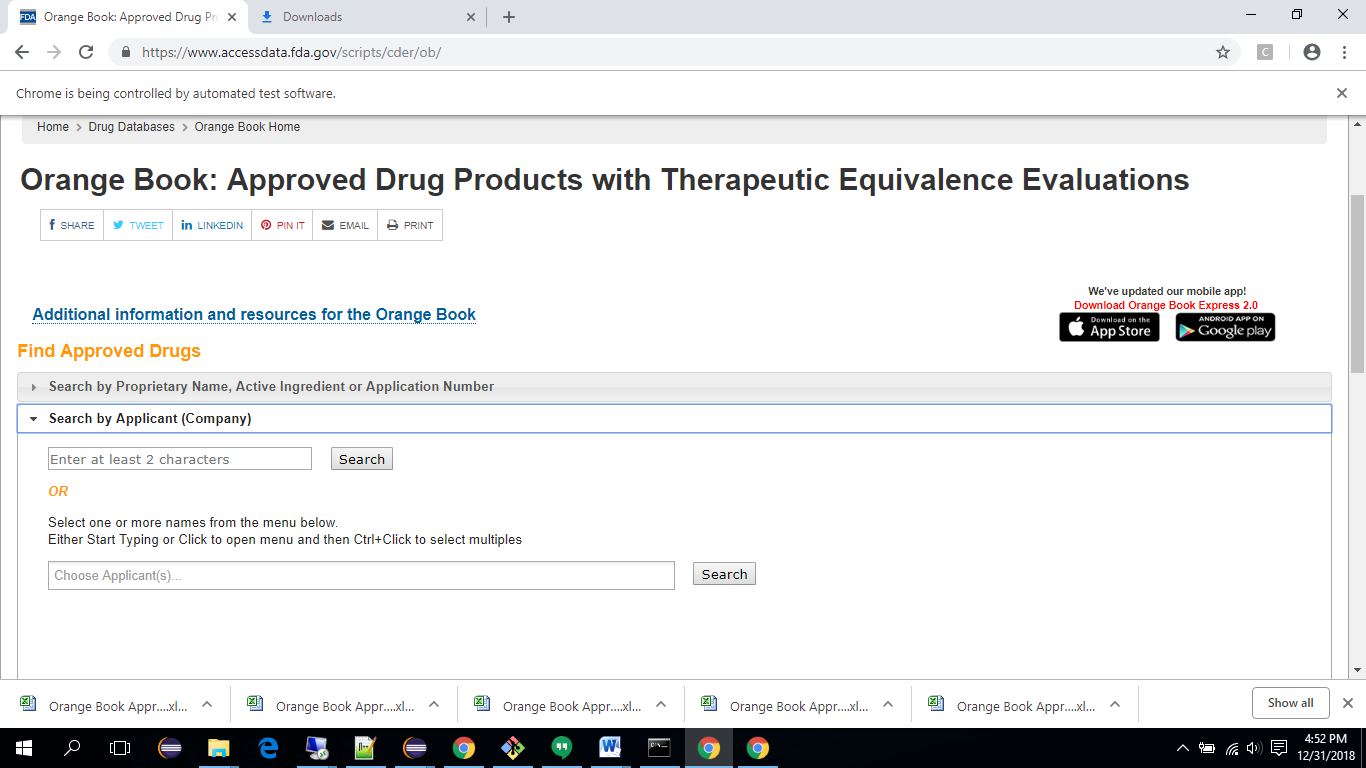 FDA Orange Book: Approved Drug Pr
Downloads
https://www.accessdata.fda.gov/scripts/cder/ob/
C
Chrome is being controlled by automated test software.
Home > Drug Databases > Orange Book Home
Orange Book: Approved Drug Products with Therapeutic Equivalence Evaluations
SHARE TWEET LINKEDIN PIN IT EMAIL PRINT
We've updated our mobile app!
Download Orange Book Express 2.0
Additional information and resources for the Orange Book
Download on the App Store
ANDROID APP ON Google play
Find Approved Drugs
Search by Proprietary Name, Active Ingredient or Application Number
Search by Applicant (Company)
Enter at least 2 characters Search
OR
Select one or more names from the menu below.
Either Start Typing or Click to open menu and then Ctrl+Click to select multiples
Choose Applicant(s)... Search
Orange Book Appr....xl... Orange Book Appr....xl... Orange Book Appr....xl... Orange Book Appr....xl... Orange Book Appr....xl... Show all
4:52 PM
12/31/2018